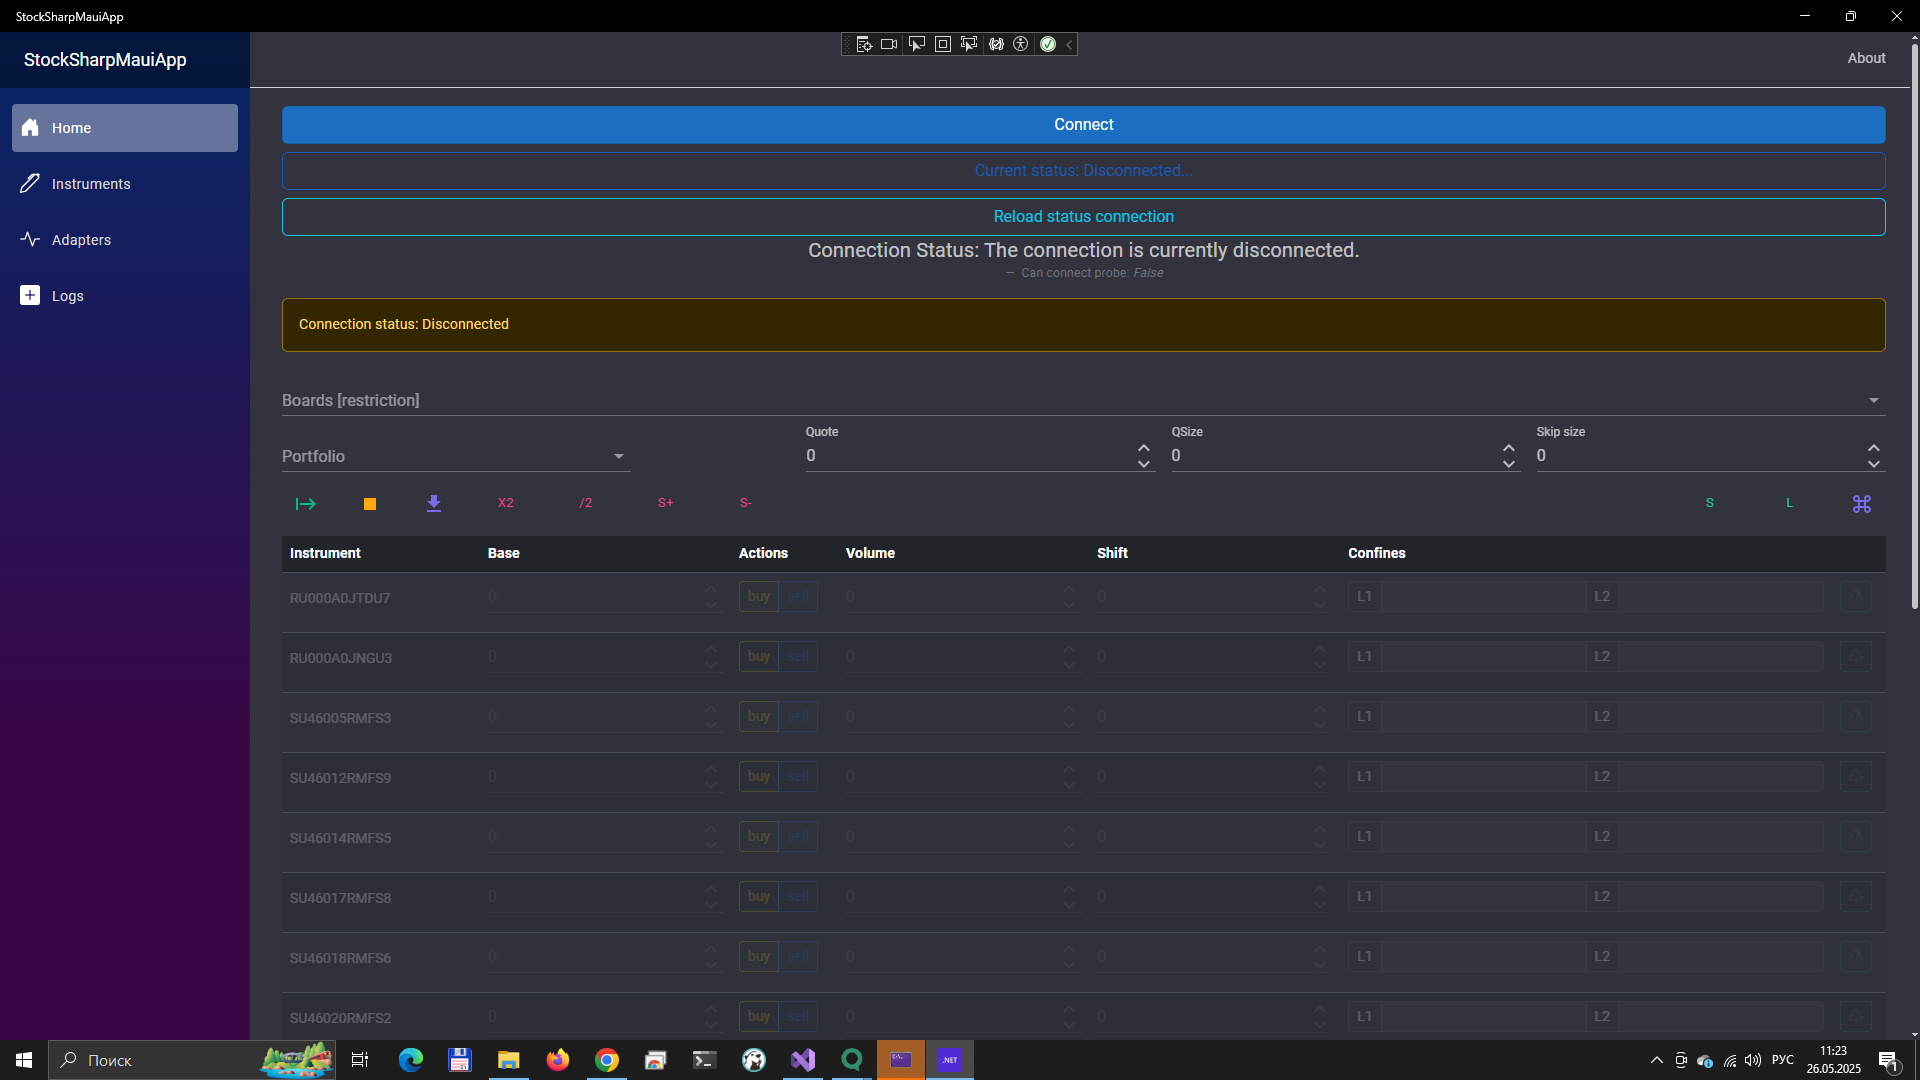 StockSharpMauiApp
StockSharpMauiApp
About
Home
Instruments
Adapters
Logs
Connect
Current status: Disconnected...
Reload status connection
Connection Status: The connection is currently disconnected.
— Can connect probe: False
Connection status: Disconnected
Boards [restriction]
Portfolio
Quote
0
QSize
0
Skip size
0
X2 /2 S+ S- S L
Instrument Base Actions Volume Shift Confines
RU000A0JTDU7 0 buy sell 0 0 L1 L2
RU000A0JNGU3 0 buy sell 0 0 L1 L2
SU46005RMFS3 0 buy sell 0 0 L1 L2
SU46012RMFS9 0 buy sell 0 0 L1 L2
SU46014RMFS5 0 buy sell 0 0 L1 L2
SU46017RMFS8 0 buy sell 0 0 L1 L2
SU46018RMFS6 0 buy sell 0 0 L1 L2
SU46020RMFS2 0 buy sell 0 0 L1 L2
Поиск
.NET
РУС
11:23
26.05.2025
1